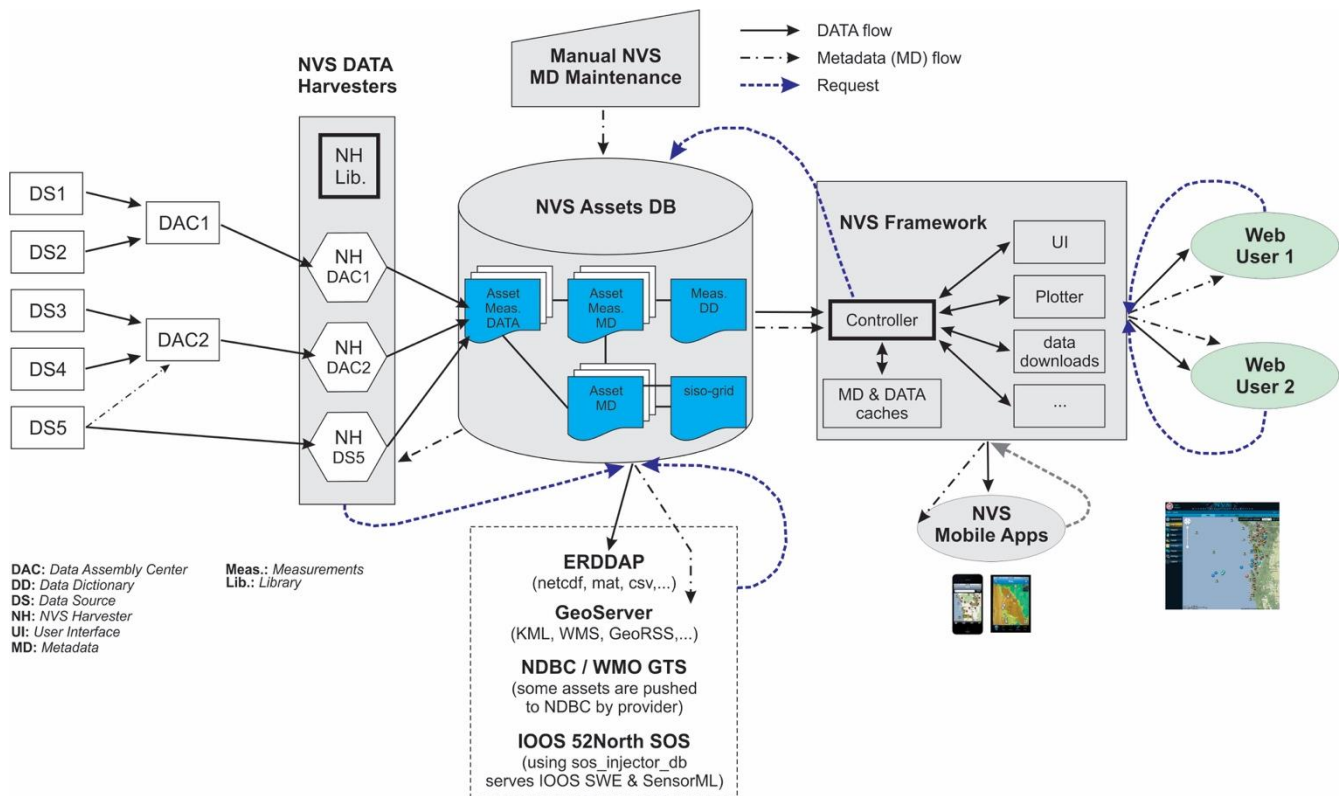 Manual NVS
MD Maintenance
DATA flow
Metadata (MD) flow
Request
NVS DATA
Harvesters
NH
Lib.
DS1
DS2
DS3
DS4
DS5
DAC1
DAC2
NH
DAC1
NH
DAC2
NH
DS5
NVS Assets DB
Asset
Meas.
DATA
Asset
Meas.
MD
Meas.
DD
Asset
MD
siso-grid
NVS Framework
Controller
MD & DATA
caches
UI
Plotter
data
downloads
...
Web
User 1
Web
User 2
NVS
Mobile Apps
ERDDAP
(netcdf, mat, csv,...)
GeoServer
(KML, WMS, GeoRSS,...)
NDBC / WMO GTS
(some assets are pushed
to NDBC by provider)
IOOS 52North SOS
(using sos_injector_db
serves IOOS SWE & SensorML)
DAC: Data Assembly Center
DD: Data Dictionary
DS: Data Source
NH: NVS Harvester
UI: User Interface
MD: Metadata
Meas.: Measurements
Lib.: Library